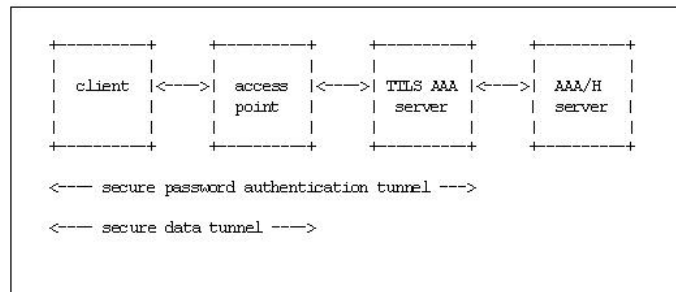 +----------+      +----------+      +----------+      +----------+
|          |      |          |      |          |      |          |
|  client  |<---->|  access  |<---->| TTLS AAA |<---->|  AAA/H   |
|          |      |  point   |      |  server  |      |  server  |
|          |      |          |      |          |      |          |
+----------+      +----------+      +----------+      +----------+
<---- secure password authentication tunnel --->
<---- secure data tunnel ---->